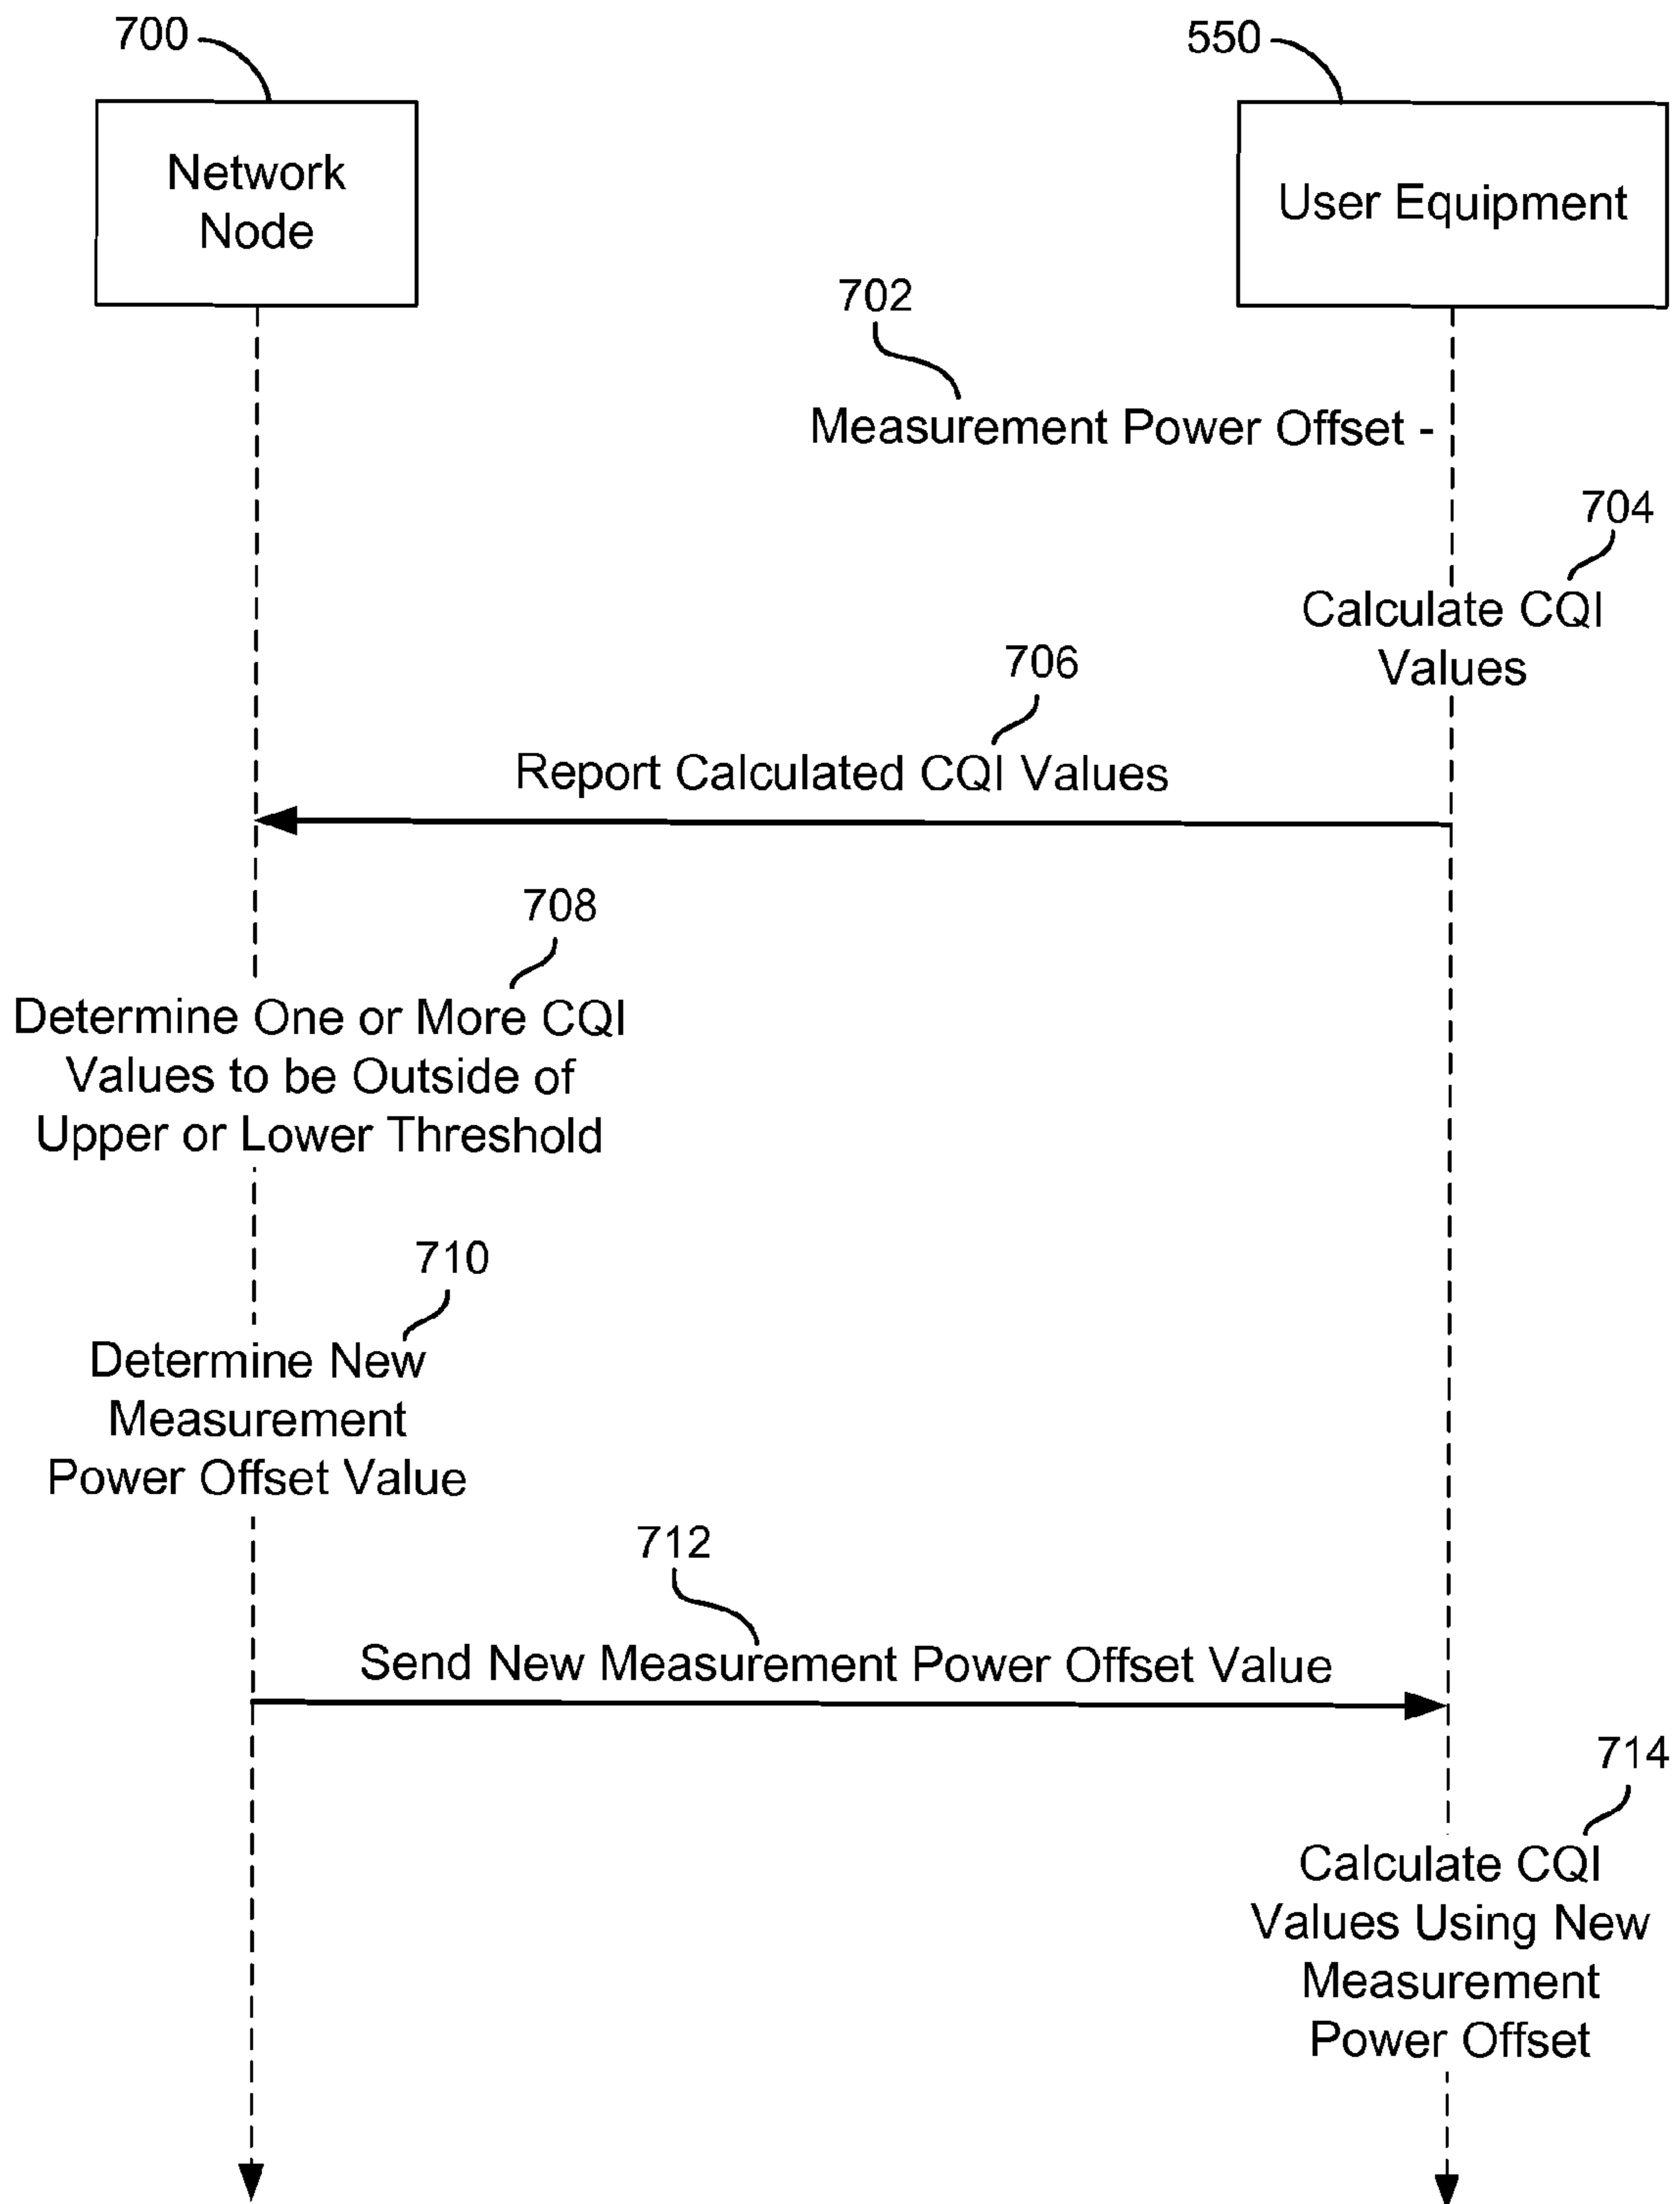 700
550
Network
Node
User Equipment
702
Measurement Power Offset -
704
Calculate CQI
Values
706
Report Calculated CQI Values
708
Determine One or More CQI
Values to be Outside of
Upper or Lower Threshold
710
Determine New
Measurement
Power Offset Value
712
Send New Measurement Power Offset Value
714
Calculate CQI
Values Using New
Measurement
Power Offset